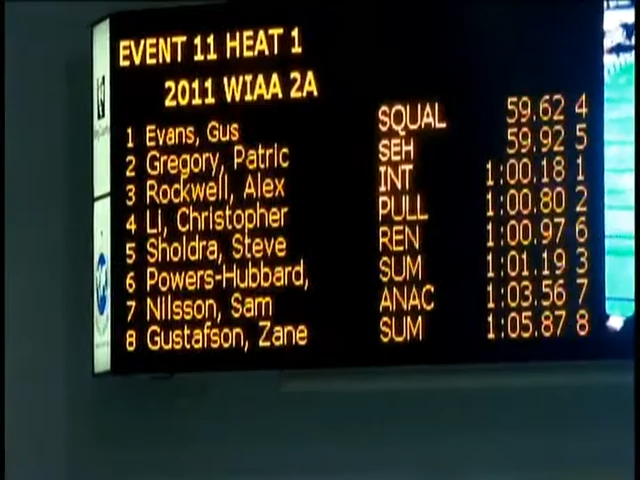 EVENT 11 HEAT 1
2011 WIAA 2A
1 Evans, Gus SQUAL 59.62 4
2 Gregory, Patric SEH 59.92 5
3 Rockwell, Alex INT 1:00.18 1
4 Li, Christopher PULL 1:00.80 2
5 Sholdra, Steve REN 1:00.97 6
6 Powers-Hubbard, SUM 1:01.19 3
7 Nilsson, Sam ANAC 1:03.56 7
8 Gustafson, Zane SUM 1:05.87 8